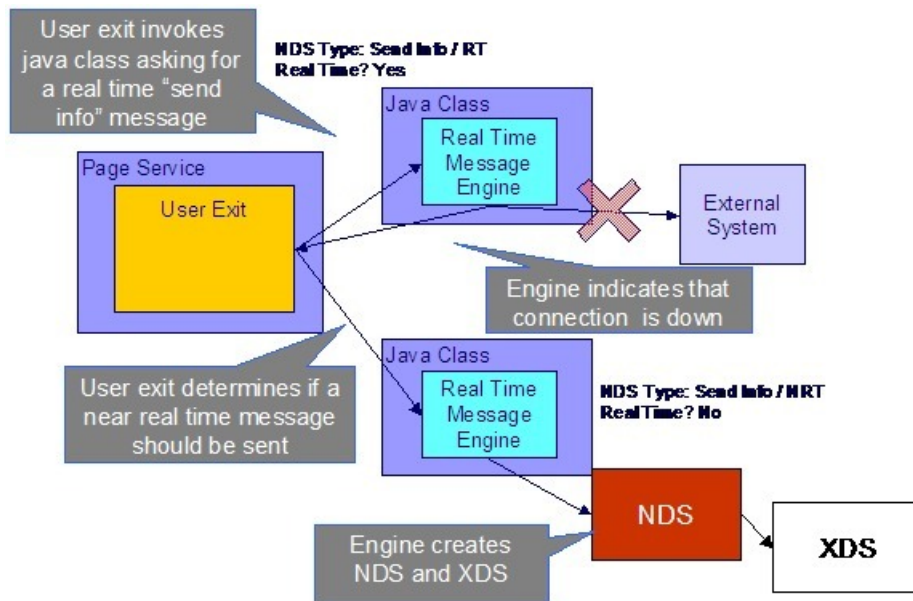 User exit invokes
java class asking for
a real time “send
info” message
NDS Type: Send Info / RT
Real Time? Yes
Java Class
Real Time
Message
Engine
Page Service
User Exit
External
System
Engine indicates that
connection is down
User exit determines if a
near real time message
should be sent
Java Class
Real Time
Message
Engine
NDS Type: Send Info / NRT
Real Time? No
NDS
XDS
Engine creates
NDS and XDS